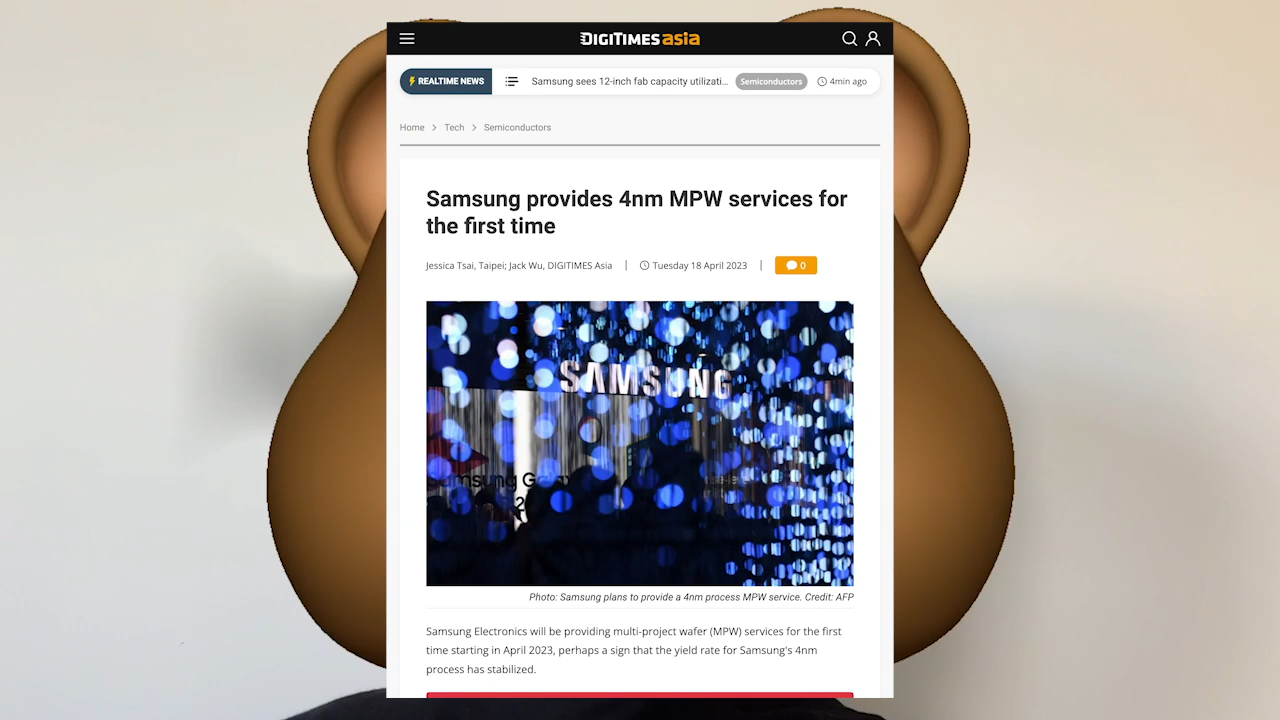 DIGITIMES asia
REALTIME NEWS
Samsung sees 12-inch fab capacity utilizati...
Semiconductors
4min ago
Home > Tech > Semiconductors
Samsung provides 4nm MPW services for
the first time
Jessica Tsai, Taipei; Jack Wu, DIGITIMES Asia | Tuesday 18 April 2023 | 0
SAMSUNG
Photo: Samsung plans to provide a 4nm process MPW service. Credit: AFP
Samsung Electronics will be providing multi-project wafer (MPW) services for the first
time starting in April 2023, perhaps a sign that the yield rate for Samsung's 4nm
process has stabilized.